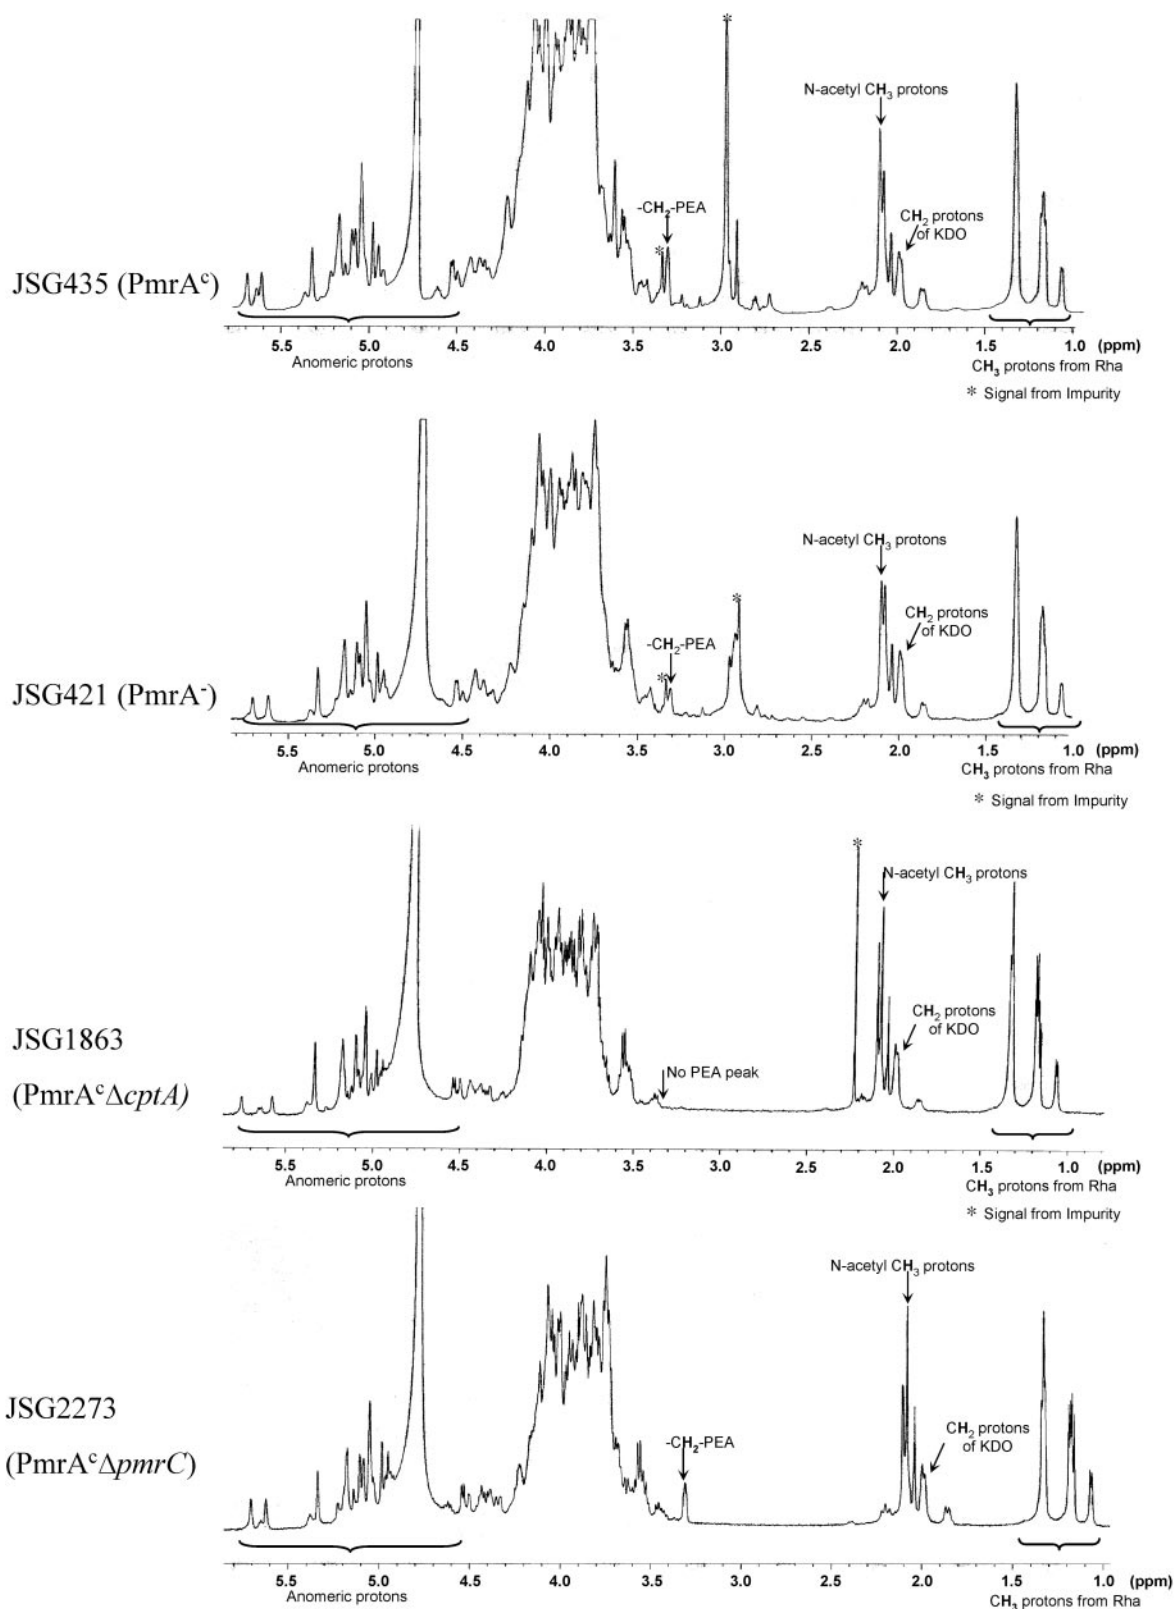 *
N-acetyl CH₃ protons
-CH₂-PEA
CH₂ protons
of KDO
*
JSG435 (PmrAᶜ)
5.5 5.0 4.5 4.0 3.5 3.0 2.5 2.0 1.5 1.0 (ppm)
Anomeric protons
CH₃ protons from Rha
* Signal from Impurity
N-acetyl CH₃ protons
*
CH₂ protons
of KDO
-CH₂-PEA
*
JSG421 (PmrA⁻)
5.5 5.0 4.5 4.0 3.5 3.0 2.5 2.0 1.5 1.0 (ppm)
Anomeric protons
CH₃ protons from Rha
* Signal from Impurity
*
N-acetyl CH₃ protons
CH₂ protons
of KDO
JSG1863
No PEA peak
(PmrAᶜΔcptA)
5.5 5.0 4.5 4.0 3.5 3.0 2.5 2.0 1.5 1.0 (ppm)
Anomeric protons
CH₃ protons from Rha
* Signal from Impurity
N-acetyl CH₃ protons
JSG2273
-CH₂-PEA
CH₂ protons
of KDO
(PmrAᶜΔpmrC)
5.5 5.0 4.5 4.0 3.5 3.0 2.5 2.0 1.5 1.0 (ppm)
Anomeric protons
CH₃ protons from Rha